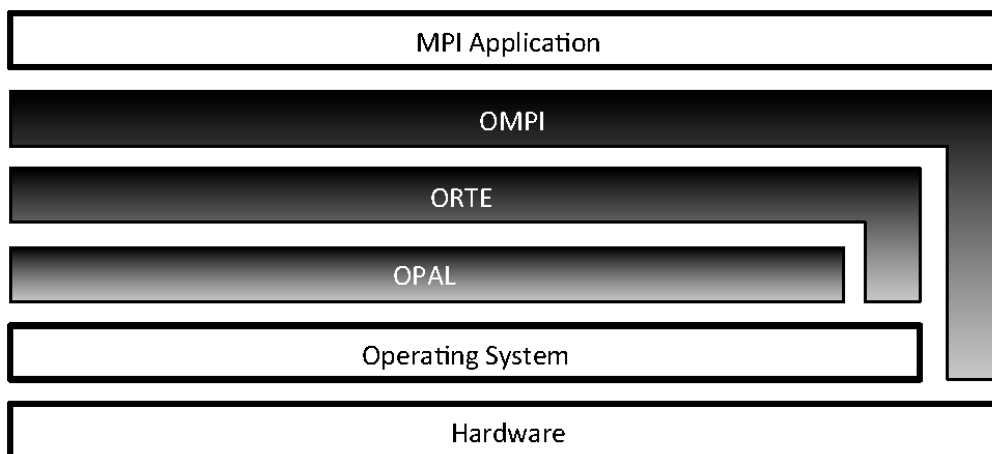 MPI Application
OMPI
ORTE
OPAL
Operating System
Hardware